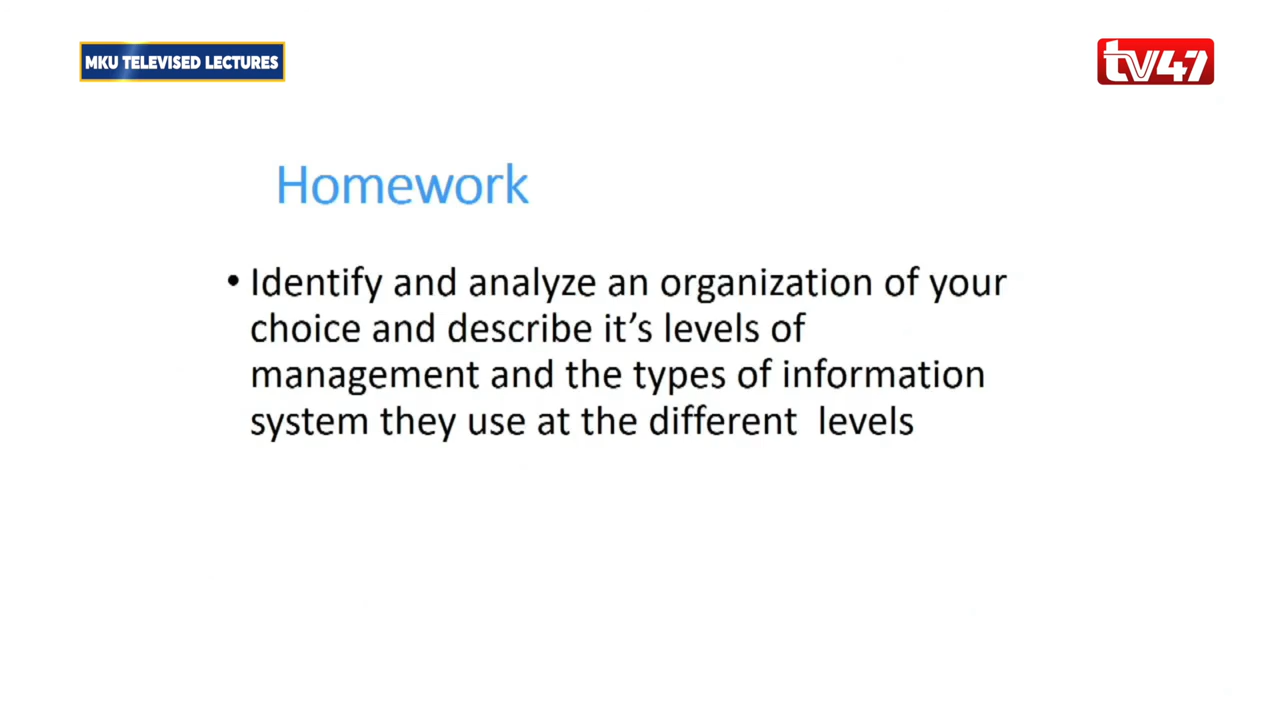 MKU TELEVISED LECTURES
tv47
Homework
• Identify and analyze an organization of your
choice and describe it’s levels of
management and the types of information
system they use at the different levels